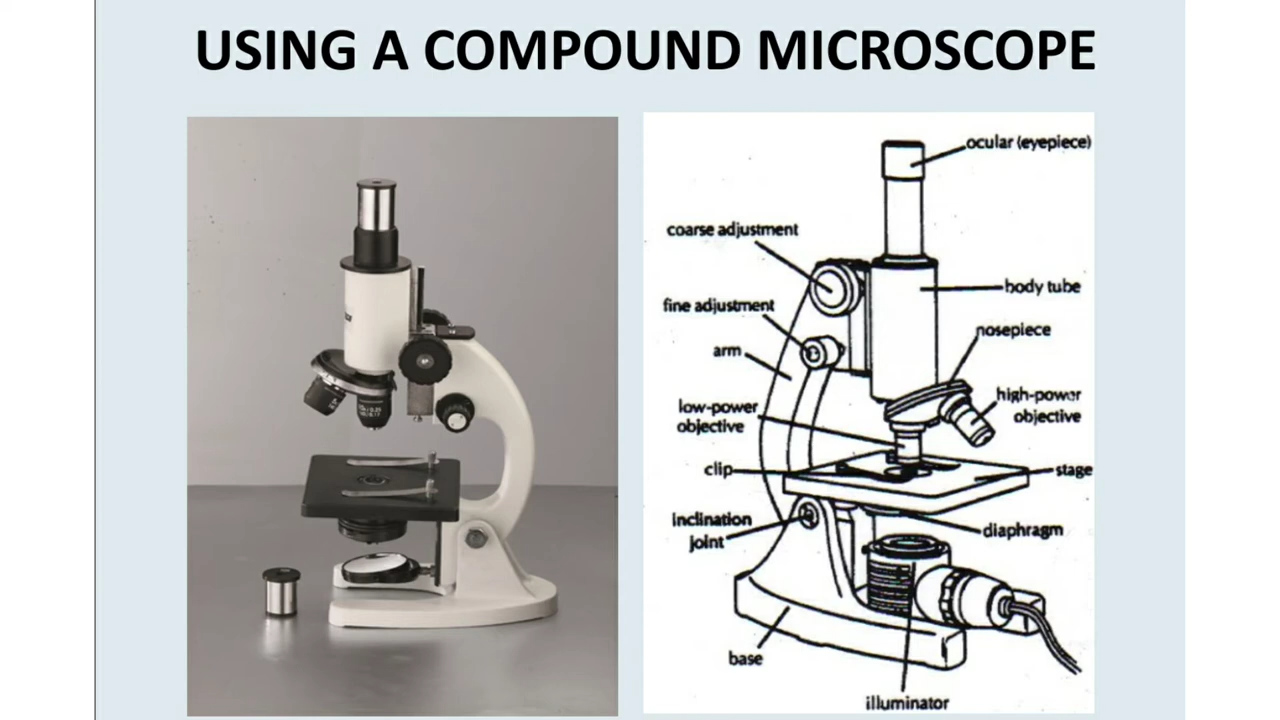 USING A COMPOUND MICROSCOPE
ocular (eyepiece)
coarse adjustment
body tube
fine adjustment
nosepiece
arm
high-power
objective
low-power
objective
clip
stage
inclination
joint
diaphragm
base
illuminator